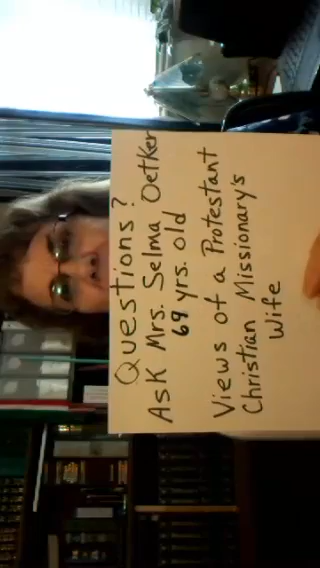 Questions?
Ask Mrs. Selma Oetker
69 yrs. old
Views of a Protestant
Christian Missionary's
Wife